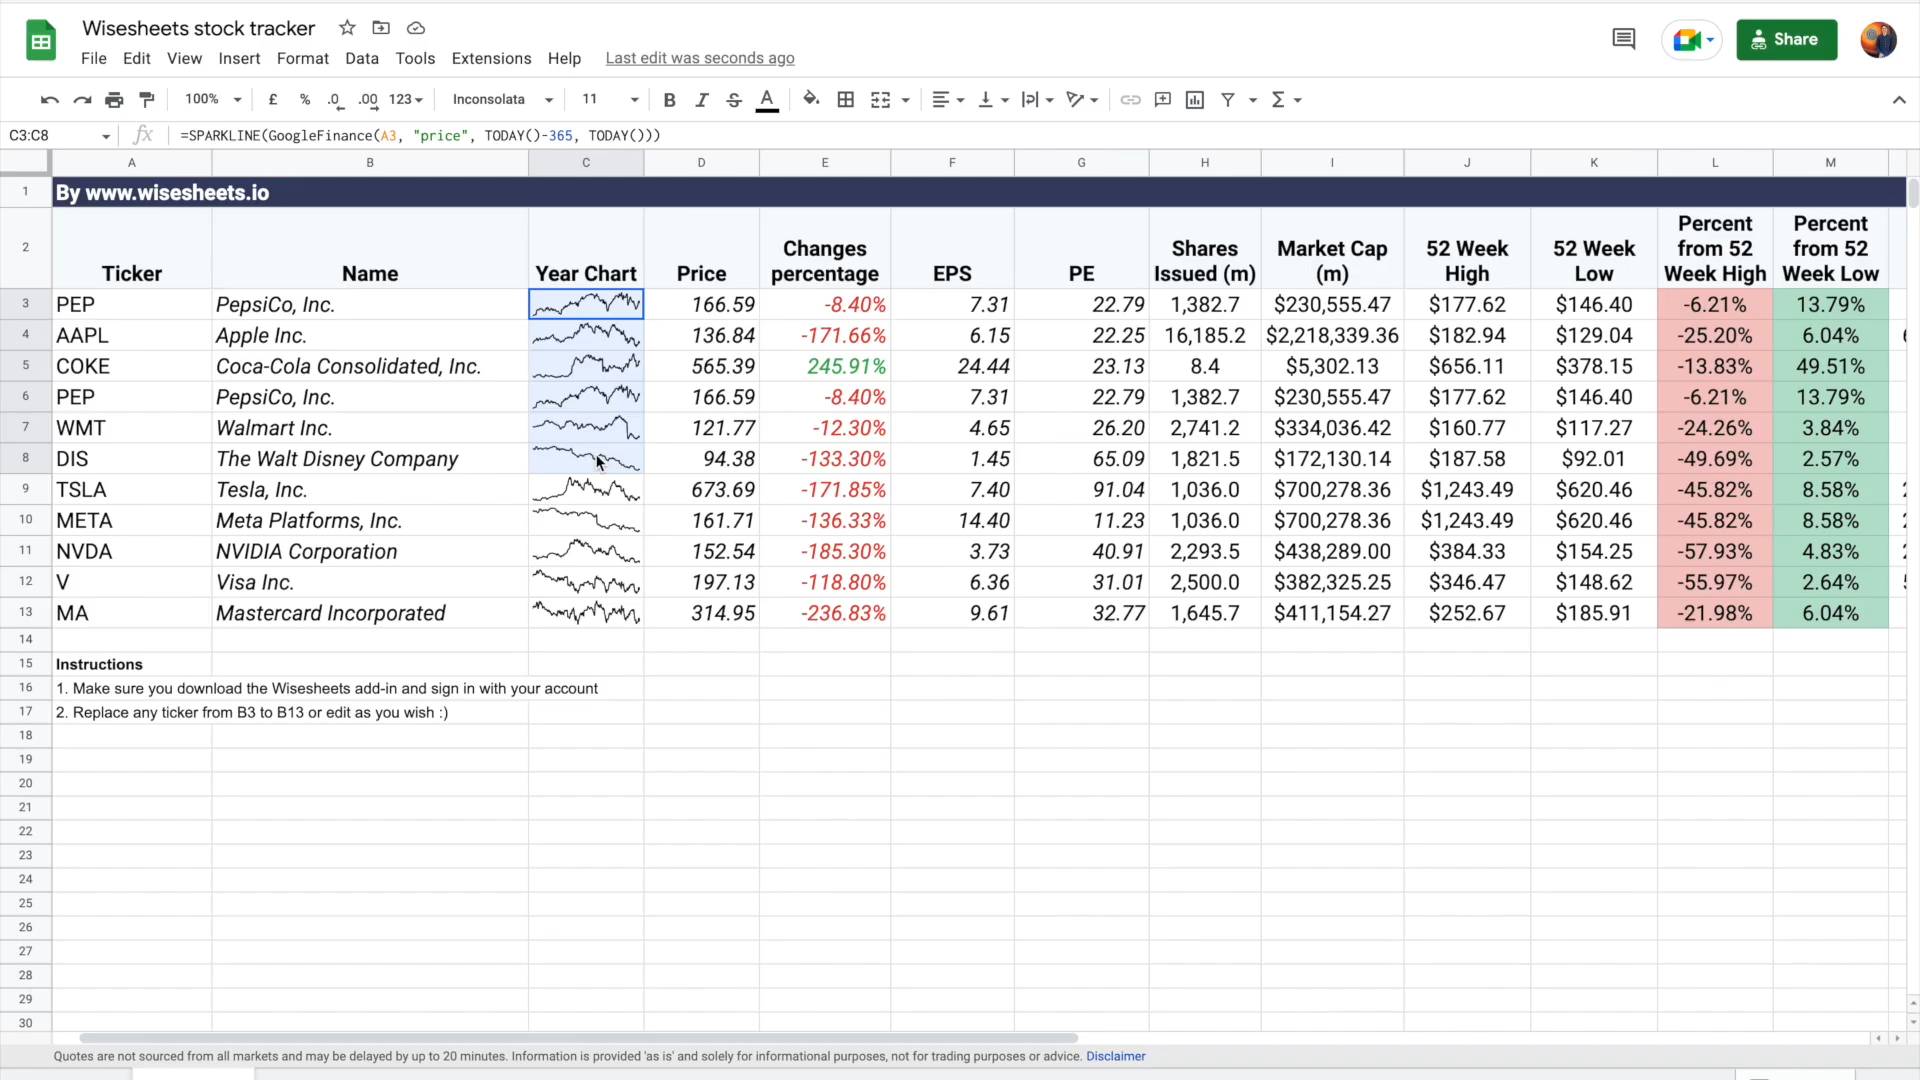 Wisesheets stock tracker
File Edit View Insert Format Data Tools Extensions Help Last edit was seconds ago
Share
100% £ % .0 .00 123 Inconsolata 11 B I S A Σ
C3:C8 fx =SPARKLINE(GoogleFinance(A3, "price", TODAY()-365, TODAY()))
A B C D E F G H I J K L M
1 By www.wisesheets.io
2 Ticker Name Year Chart Price Changes percentage EPS PE Shares Issued (m) Market Cap (m) 52 Week High 52 Week Low Percent from 52 Week High Percent from 52 Week Low
3 PEP PepsiCo, Inc. 166.59 -8.40% 7.31 22.79 1,382.7 $230,555.47 $177.62 $146.40 -6.21% 13.79%
4 AAPL Apple Inc. 136.84 -171.66% 6.15 22.25 16,185.2 $2,218,339.36 $182.94 $129.04 -25.20% 6.04%
5 COKE Coca-Cola Consolidated, Inc. 565.39 245.91% 24.44 23.13 8.4 $5,302.13 $656.11 $378.15 -13.83% 49.51%
6 PEP PepsiCo, Inc. 166.59 -8.40% 7.31 22.79 1,382.7 $230,555.47 $177.62 $146.40 -6.21% 13.79%
7 WMT Walmart Inc. 121.77 -12.30% 4.65 26.20 2,741.2 $334,036.42 $160.77 $117.27 -24.26% 3.84%
8 DIS The Walt Disney Company 94.38 -133.30% 1.45 65.09 1,821.5 $172,130.14 $187.58 $92.01 -49.69% 2.57%
9 TSLA Tesla, Inc. 673.69 -171.85% 7.40 91.04 1,036.0 $700,278.36 $1,243.49 $620.46 -45.82% 8.58%
10 META Meta Platforms, Inc. 161.71 -136.33% 14.40 11.23 1,036.0 $700,278.36 $1,243.49 $620.46 -45.82% 8.58%
11 NVDA NVIDIA Corporation 152.54 -185.30% 3.73 40.91 2,293.5 $438,289.00 $384.33 $154.25 -57.93% 4.83%
12 V Visa Inc. 197.13 -118.80% 6.36 31.01 2,500.0 $382,325.25 $346.47 $148.62 -55.97% 2.64%
13 MA Mastercard Incorporated 314.95 -236.83% 9.61 32.77 1,645.7 $411,154.27 $252.67 $185.91 -21.98% 6.04%
14
15 Instructions
16 1. Make sure you download the Wisesheets add-in and sign in with your account
17 2. Replace any ticker from B3 to B13 or edit as you wish :)
18
19
20
21
22
23
24
25
26
27
28
29
30
Quotes are not sourced from all markets and may be delayed by up to 20 minutes. Information is provided 'as is' and solely for informational purposes, not for trading purposes or advice. Disclaimer